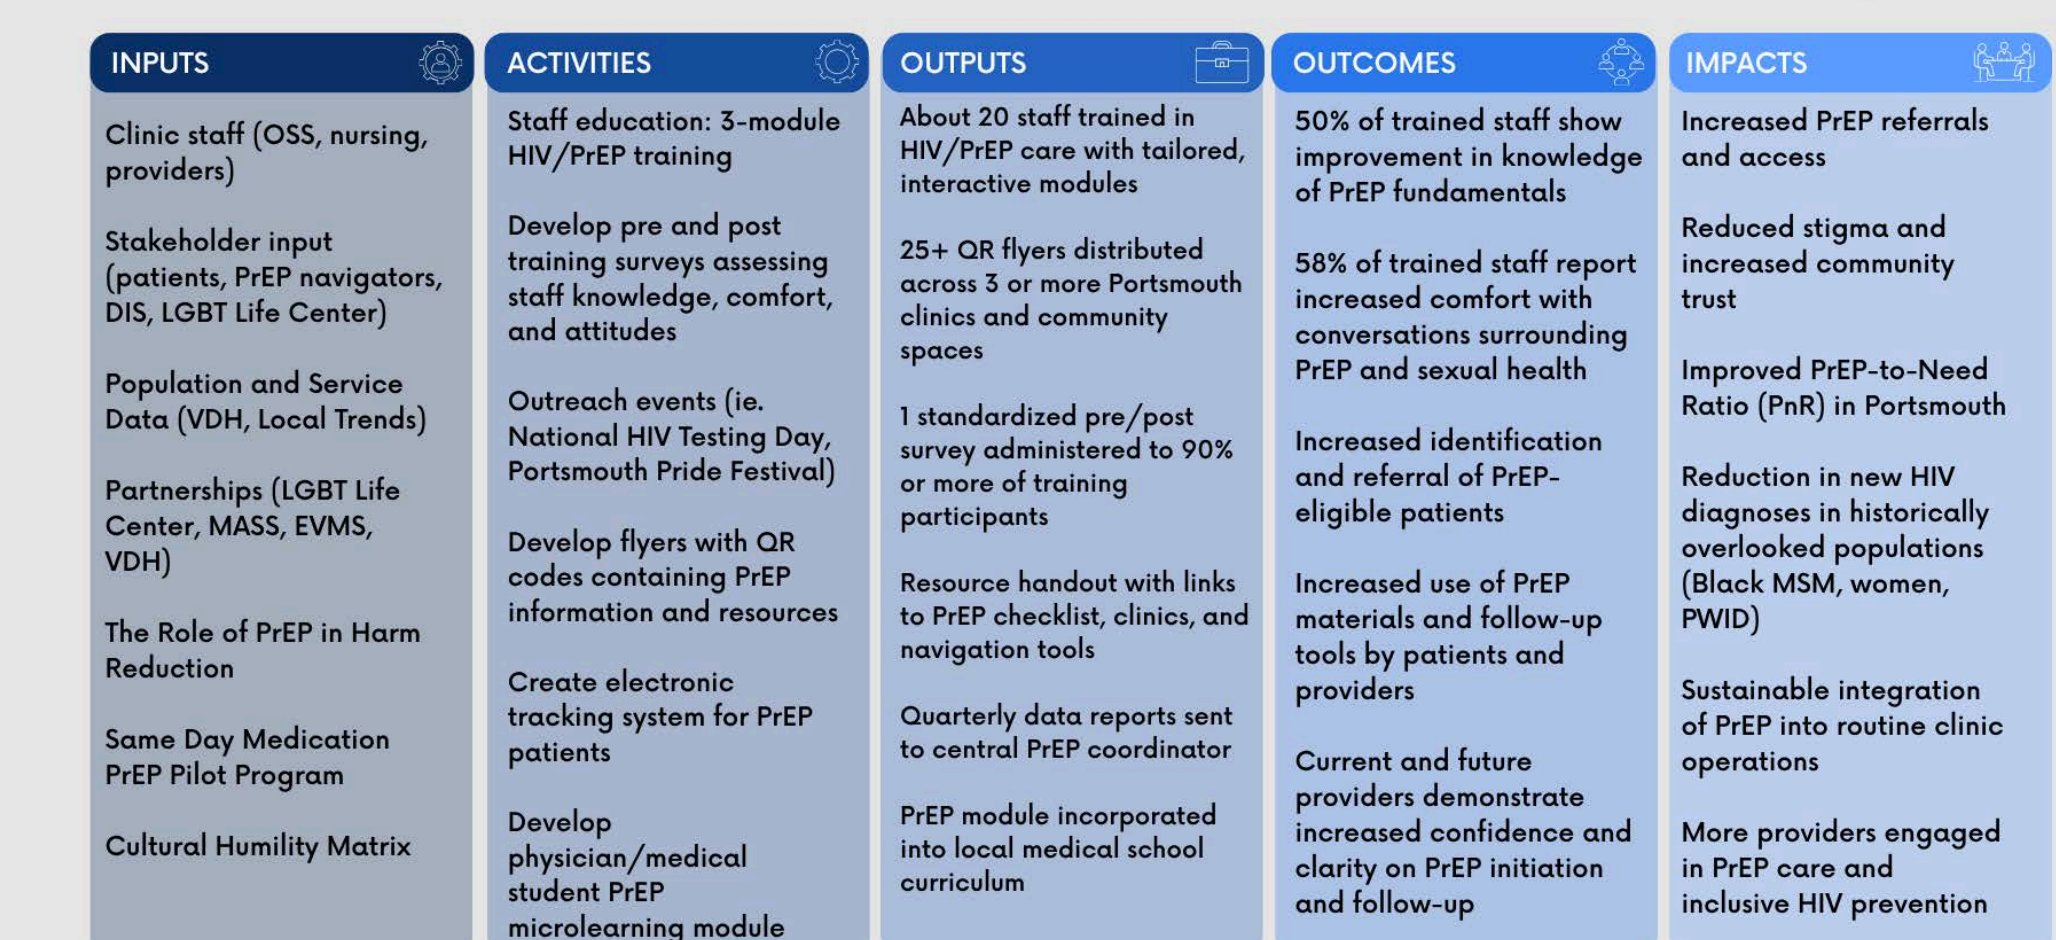 INPUTS
Clinic staff (OSS, nursing,
providers)
Stakeholder input
(patients, PrEP navigators,
DIS, LGBT Life Center)
Population and Service
Data (VDH, Local Trends)
Partnerships (LGBT Life
Center, MASS, EVMS,
VDH)
The Role of PrEP in Harm
Reduction
Same Day Medication
PrEP Pilot Program
Cultural Humility Matrix
ACTIVITIES
Staff education: 3-module
HIV/PrEP training
Develop pre and post
training surveys assessing
staff knowledge, comfort,
and attitudes
Outreach events (ie.
National HIV Testing Day,
Portsmouth Pride Festival)
Develop flyers with QR
codes containing PrEP
information and resources
Create electronic
tracking system for PrEP
patients
Develop
physician/medical
student PrEP
microlearning module
OUTPUTS
About 20 staff trained in
HIV/PrEP care with tailored,
interactive modules
25+ QR flyers distributed
across 3 or more Portsmouth
clinics and community
spaces
1 standardized pre/post
survey administered to 90%
or more of training
participants
Resource handout with links
to PrEP checklist, clinics, and
navigation tools
Quarterly data reports sent
to central PrEP coordinator
PrEP module incorporated
into local medical school
curriculum
OUTCOMES
50% of trained staff show
improvement in knowledge
of PrEP fundamentals
58% of trained staff report
increased comfort with
conversations surrounding
PrEP and sexual health
Increased identification
and referral of PrEP-
eligible patients
Increased use of PrEP
materials and follow-up
tools by patients and
providers
Current and future
providers demonstrate
increased confidence and
clarity on PrEP initiation
and follow-up
IMPACTS
Increased PrEP referrals
and access
Reduced stigma and
increased community
trust
Improved PrEP-to-Need
Ratio (PnR) in Portsmouth
Reduction in new HIV
diagnoses in historically
overlooked populations
(Black MSM, women,
PWID)
Sustainable integration
of PrEP into routine clinic
operations
More providers engaged
in PrEP care and
inclusive HIV prevention